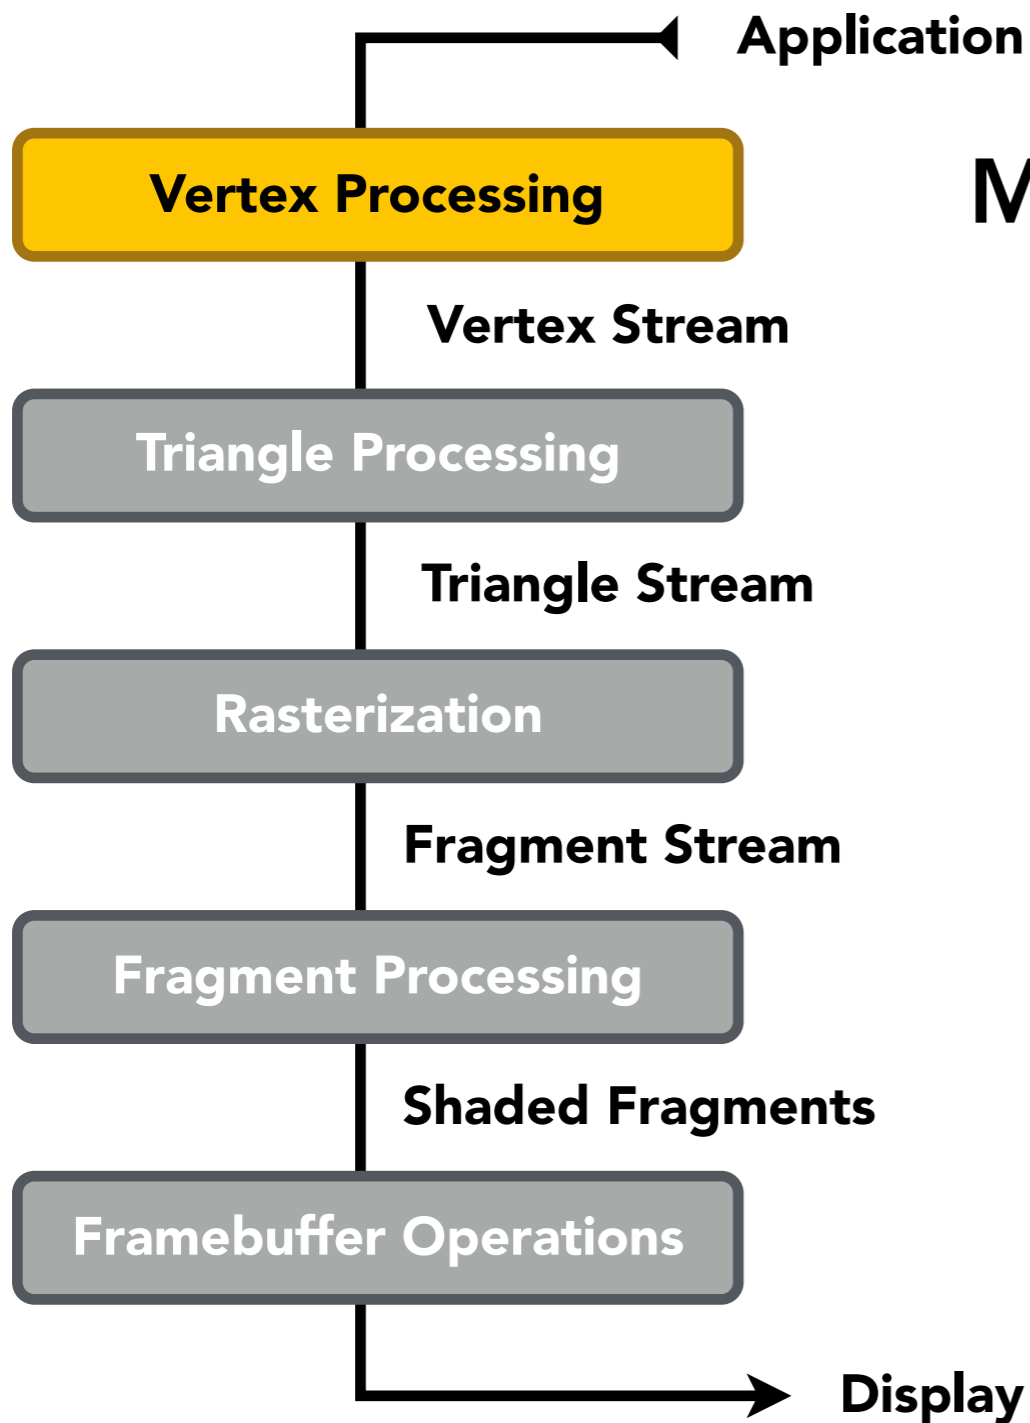 Application
Vertex Processing
M
Vertex Stream
Triangle Processing
Triangle Stream
Rasterization
Fragment Stream
Fragment Processing
Shaded Fragments
Framebuffer Operations
Display